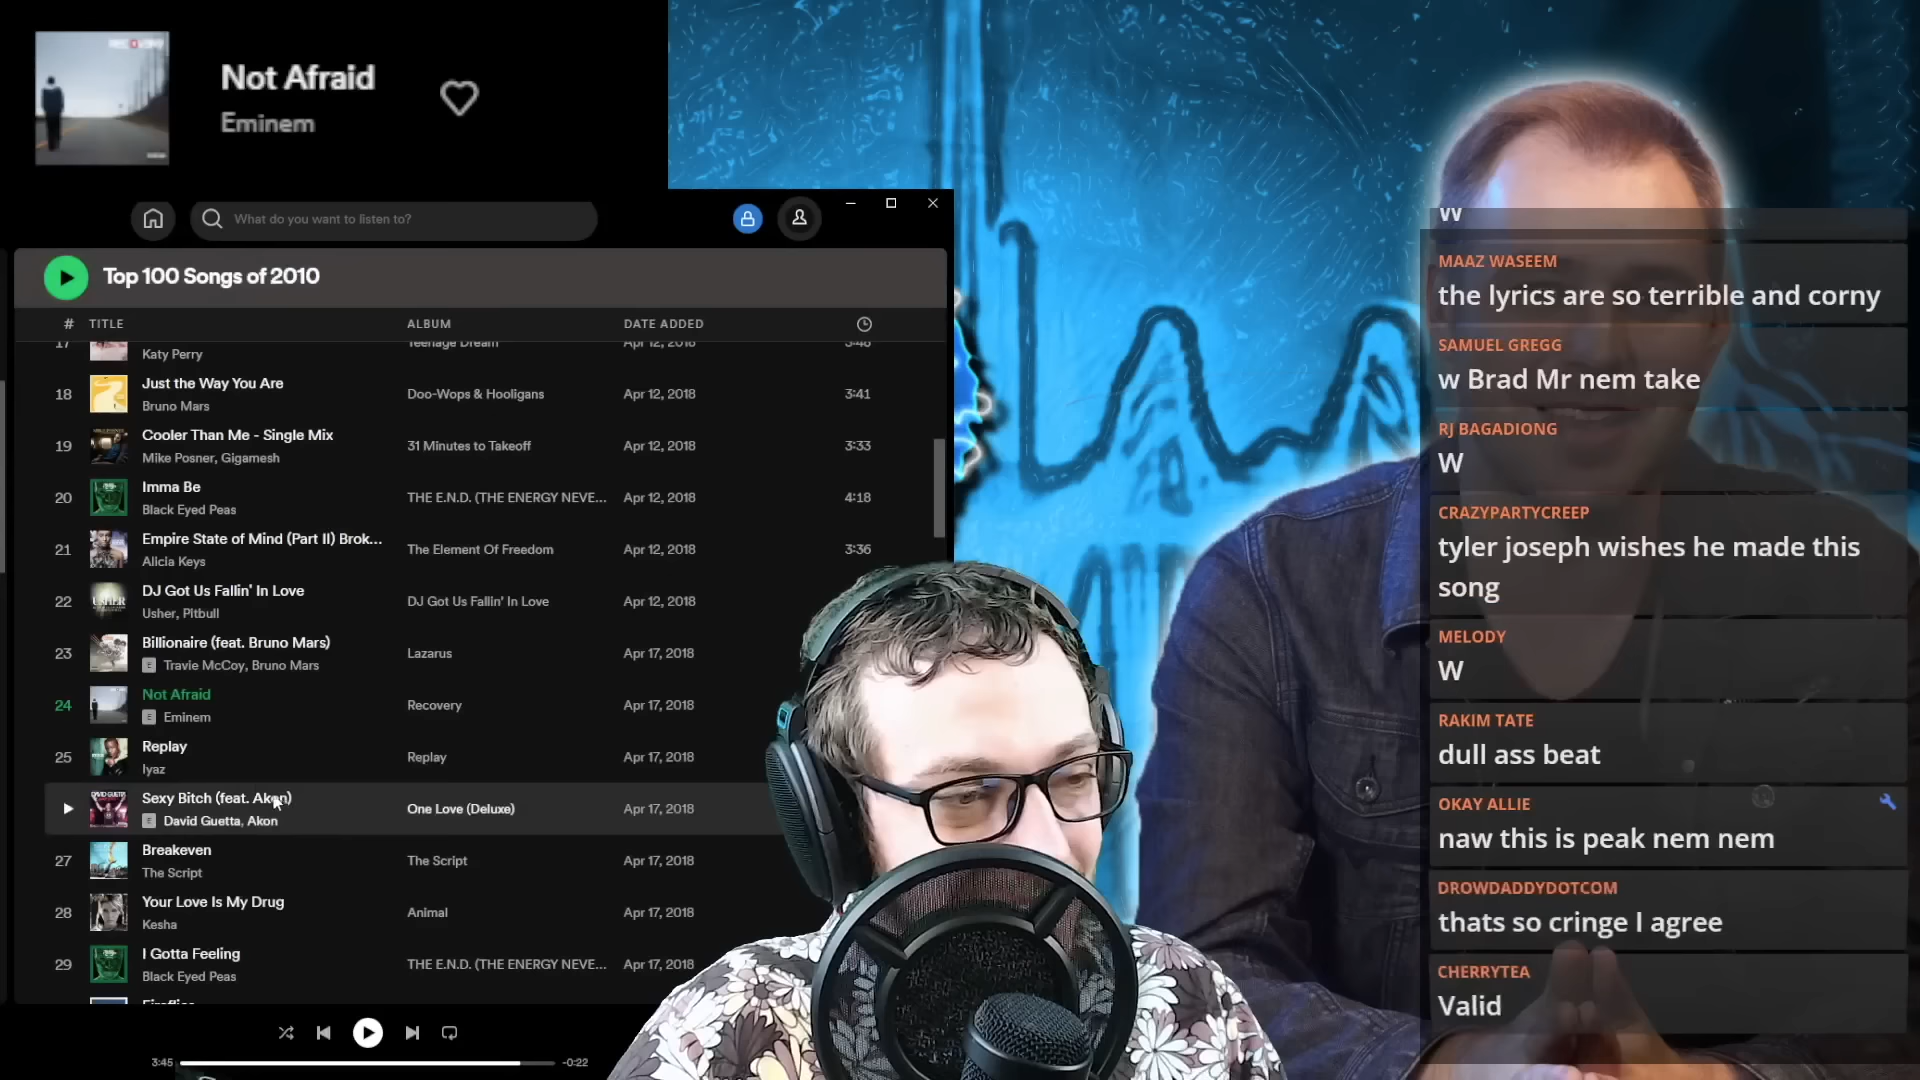 Not Afraid
Eminem
What do you want to listen to?
Top 100 Songs of 2010
# TITLE ALBUM DATE ADDED
17 Katy Perry Teenage Dream Apr 12, 2018 3:48
18 Just the Way You Are Doo-Wops & Hooligans Apr 12, 2018 3:41
Bruno Mars
19 Cooler Than Me - Single Mix 31 Minutes to Takeoff Apr 12, 2018 3:33
Mike Posner, Gigamesh
20 Imma Be THE E.N.D. (THE ENERGY NEVE... Apr 12, 2018 4:18
Black Eyed Peas
21 Empire State of Mind (Part II) Brok... The Element Of Freedom Apr 12, 2018 3:36
Alicia Keys
22 DJ Got Us Fallin' In Love DJ Got Us Fallin' In Love Apr 12, 2018
Usher, Pitbull
23 Billionaire (feat. Bruno Mars) Lazarus Apr 17, 2018
E Travie McCoy, Bruno Mars
24 Not Afraid Recovery Apr 17, 2018
E Eminem
25 Replay Replay Apr 17, 2018
Iyaz
Sexy Bitch (feat. Akon) One Love (Deluxe) Apr 17, 2018
E David Guetta, Akon
27 Breakeven The Script Apr 17, 2018
The Script
28 Your Love Is My Drug Animal Apr 17, 2018
Kesha
29 I Gotta Feeling THE E.N.D. (THE ENERGY NEVE... Apr 17, 2018
Black Eyed Peas
Fireflies
3:45 -0:22
W
MAAZ WASEEM
the lyrics are so terrible and corny
SAMUEL GREGG
w Brad Mr nem take
RJ BAGADIONG
W
CRAZYPARTYCREEP
tyler joseph wishes he made this
song
MELODY
W
RAKIM TATE
dull ass beat
OKAY ALLIE
naw this is peak nem nem
DROWDADDYDOTCOM
thats so cringe I agree
CHERRYTEA
Valid